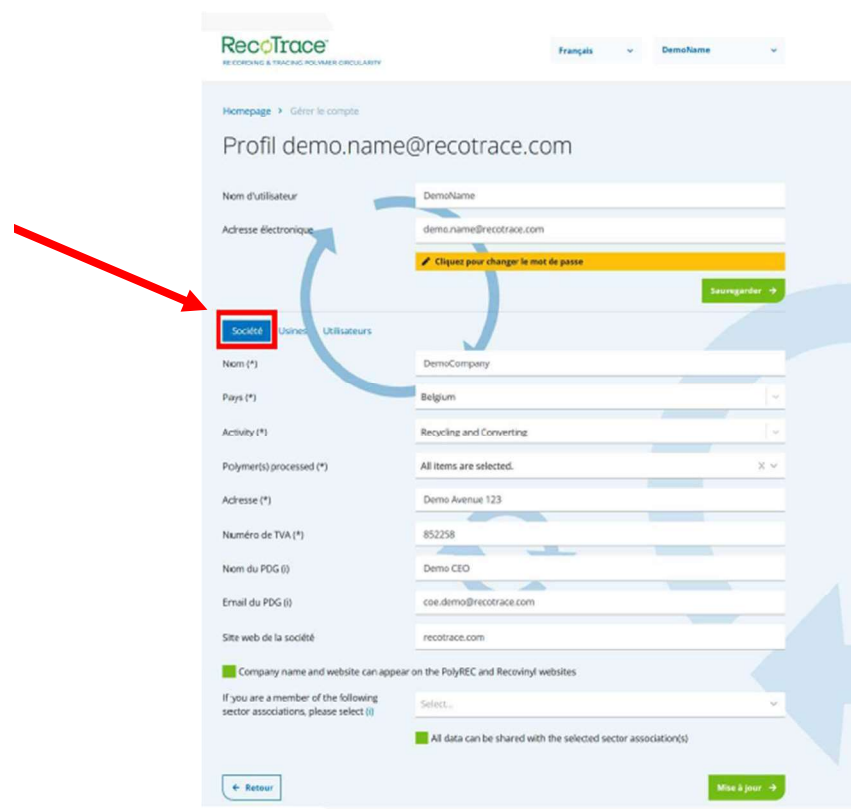 RecoTrace
RECORDING & TRACING POLYMER CIRCULARITY
Français
DemoName
Homepage > Gérer le compte
Profil demo.name@recotrace.com
Nom d'utilisateur
DemoName
Adresse électronique
demo.name@recotrace.com
Cliquez pour changer le mot de passe
Sauvegarder →
Société Usines Utilisateurs
Nom (*)
DemoCompany
Pays (*)
Belgium
Activity (*)
Recycling and Converting
Polymer(s) processed (*)
All items are selected.
X
Adresse (*)
Demo Avenue 123
Numéro de TVA (*)
852258
Nom du PDG (i)
Demo CEO
Email du PDG (i)
coe.demo@recotrace.com
Site web de la société
recotrace.com
Company name and website can appear on the PolyREC and Recovinyl websites
If you are a member of the following
sector associations, please select (i)
Select...
All data can be shared with the selected sector association(s)
← Retour
Mise à jour →